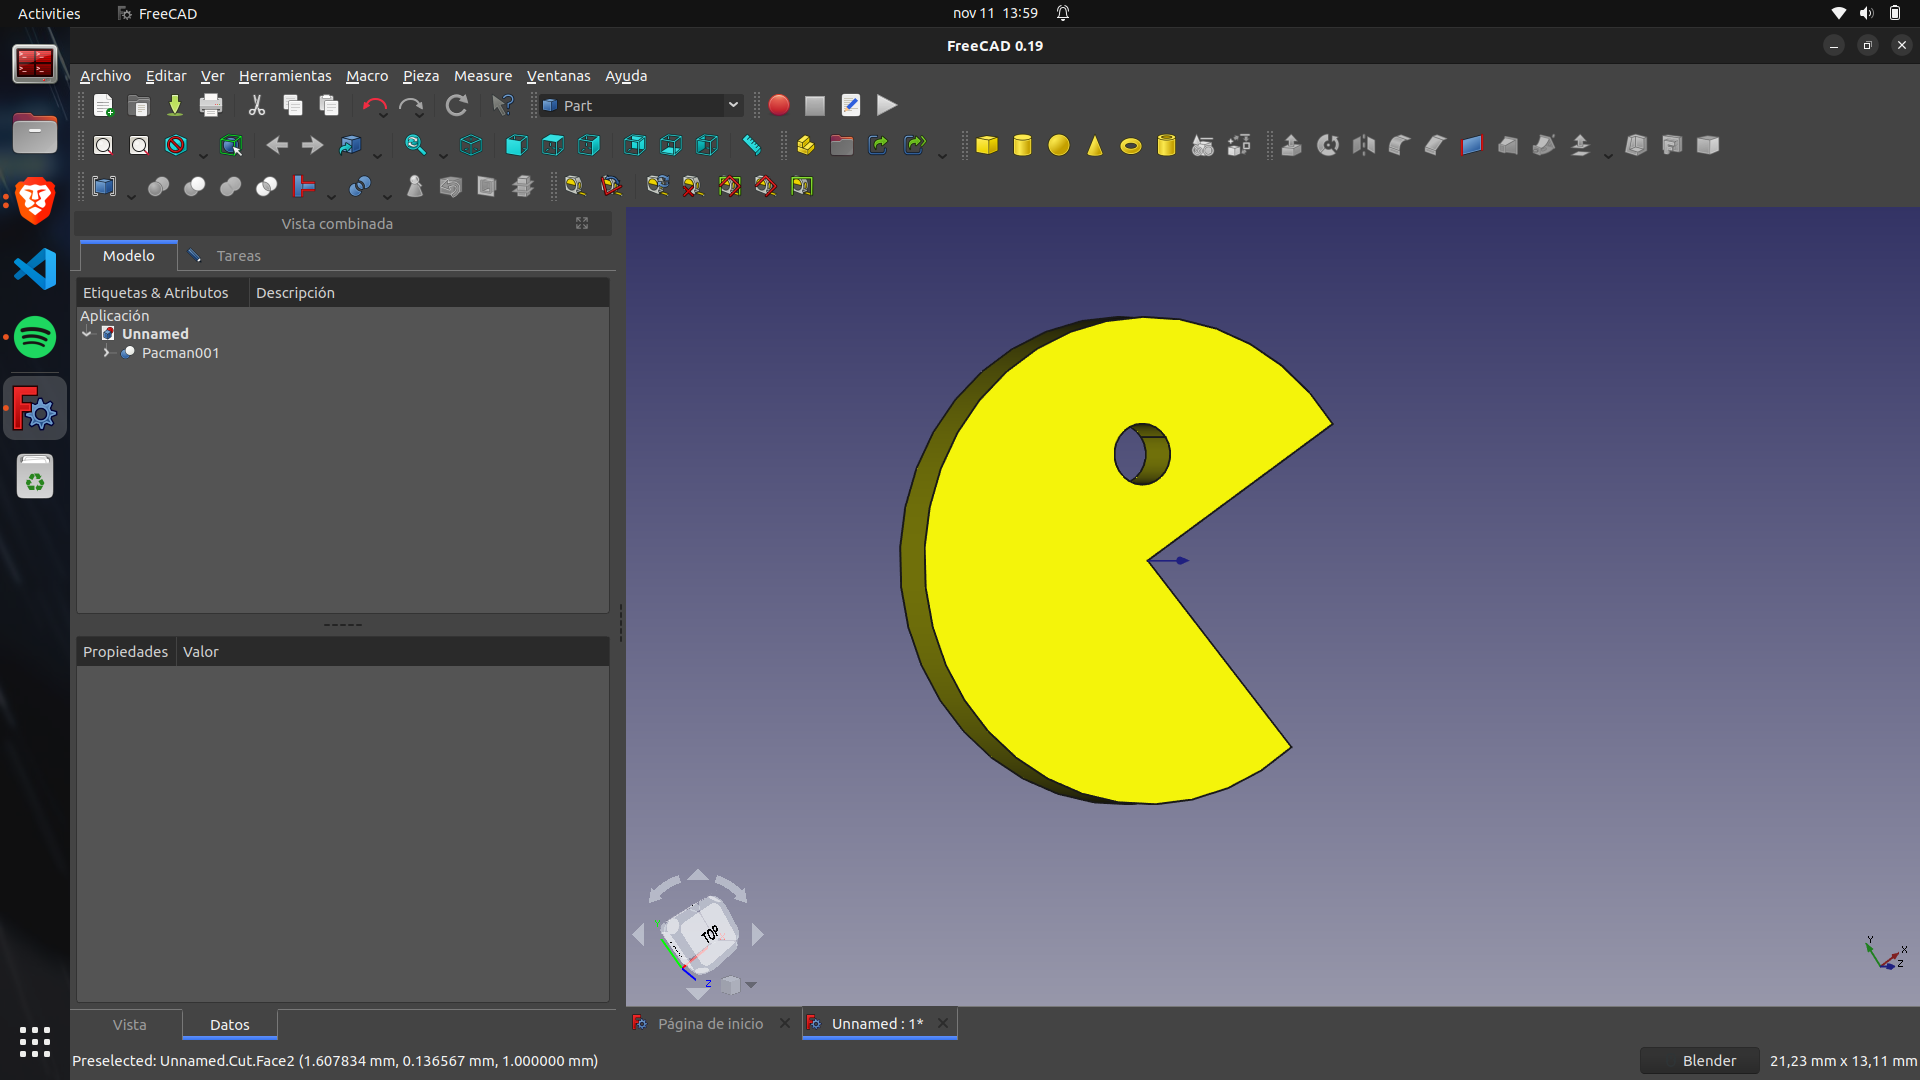 Activities FreeCAD nov 11 13:59
FreeCAD 0.19
Archivo Editar Ver Herramientas Macro Pieza Measure Ventanas Ayuda
Part
Vista combinada
Modelo Tareas
Etiquetas & Atributos Descripción
Aplicación
Unnamed
Pacman001
Propiedades Valor
Vista Datos
TOP
Z
Y
X
Z
Página de inicio Unnamed : 1*
Preselected: Unnamed.Cut.Face2 (1.607834 mm, 0.136567 mm, 1.000000 mm) Blender 21,23 mm x 13,11 mm